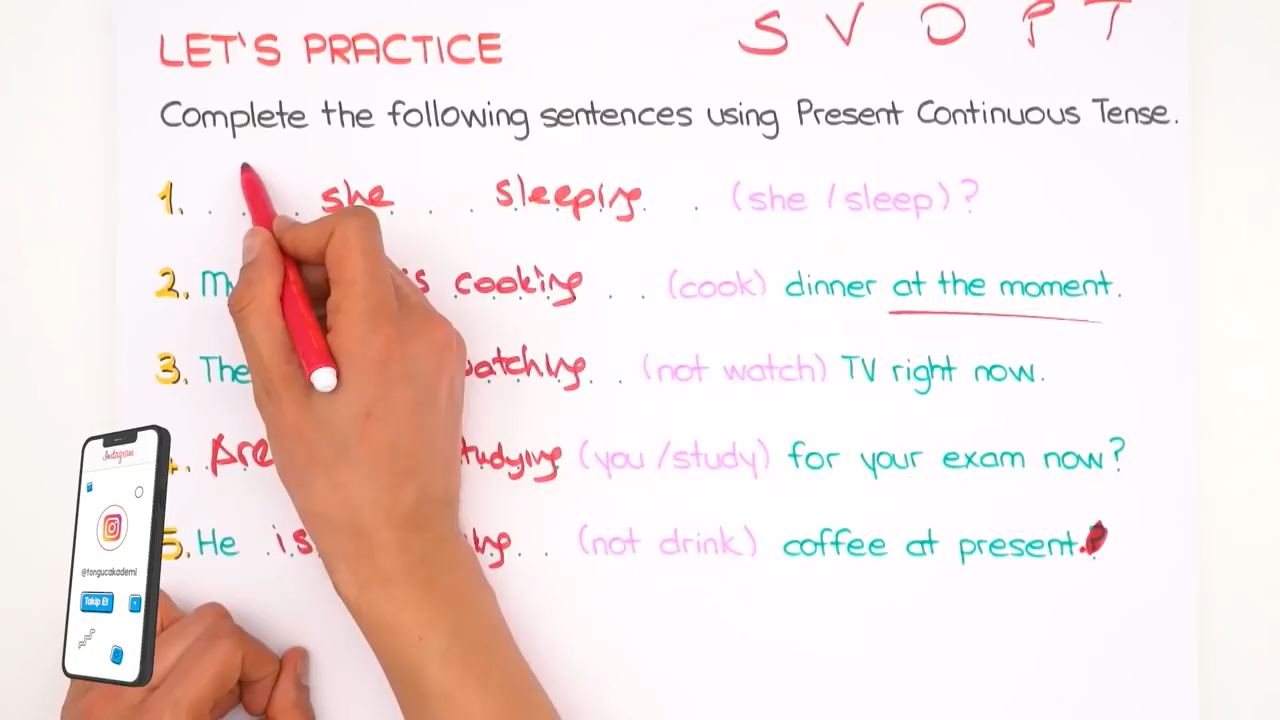 S V O P T
LET'S PRACTICE
Complete the following sentences using Present Continuous Tense.
1. she sleeping (she / sleep) ?
2. is cooking (cook) dinner at the moment.
3. watching (not watch) TV right now.
Are studying (you / study) for your exam now?
5. He is (not drink) coffee at present.
Instagram
@tongucakademi
Takip Et